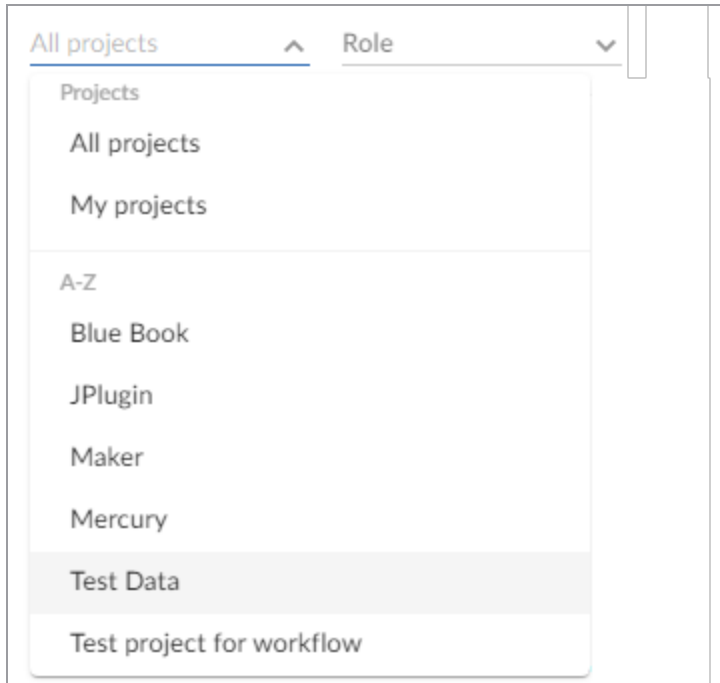 All projects Role
Projects
All projects
My projects
A-Z
Blue Book
JPlugin
Maker
Mercury
Test Data
Test project for workflow